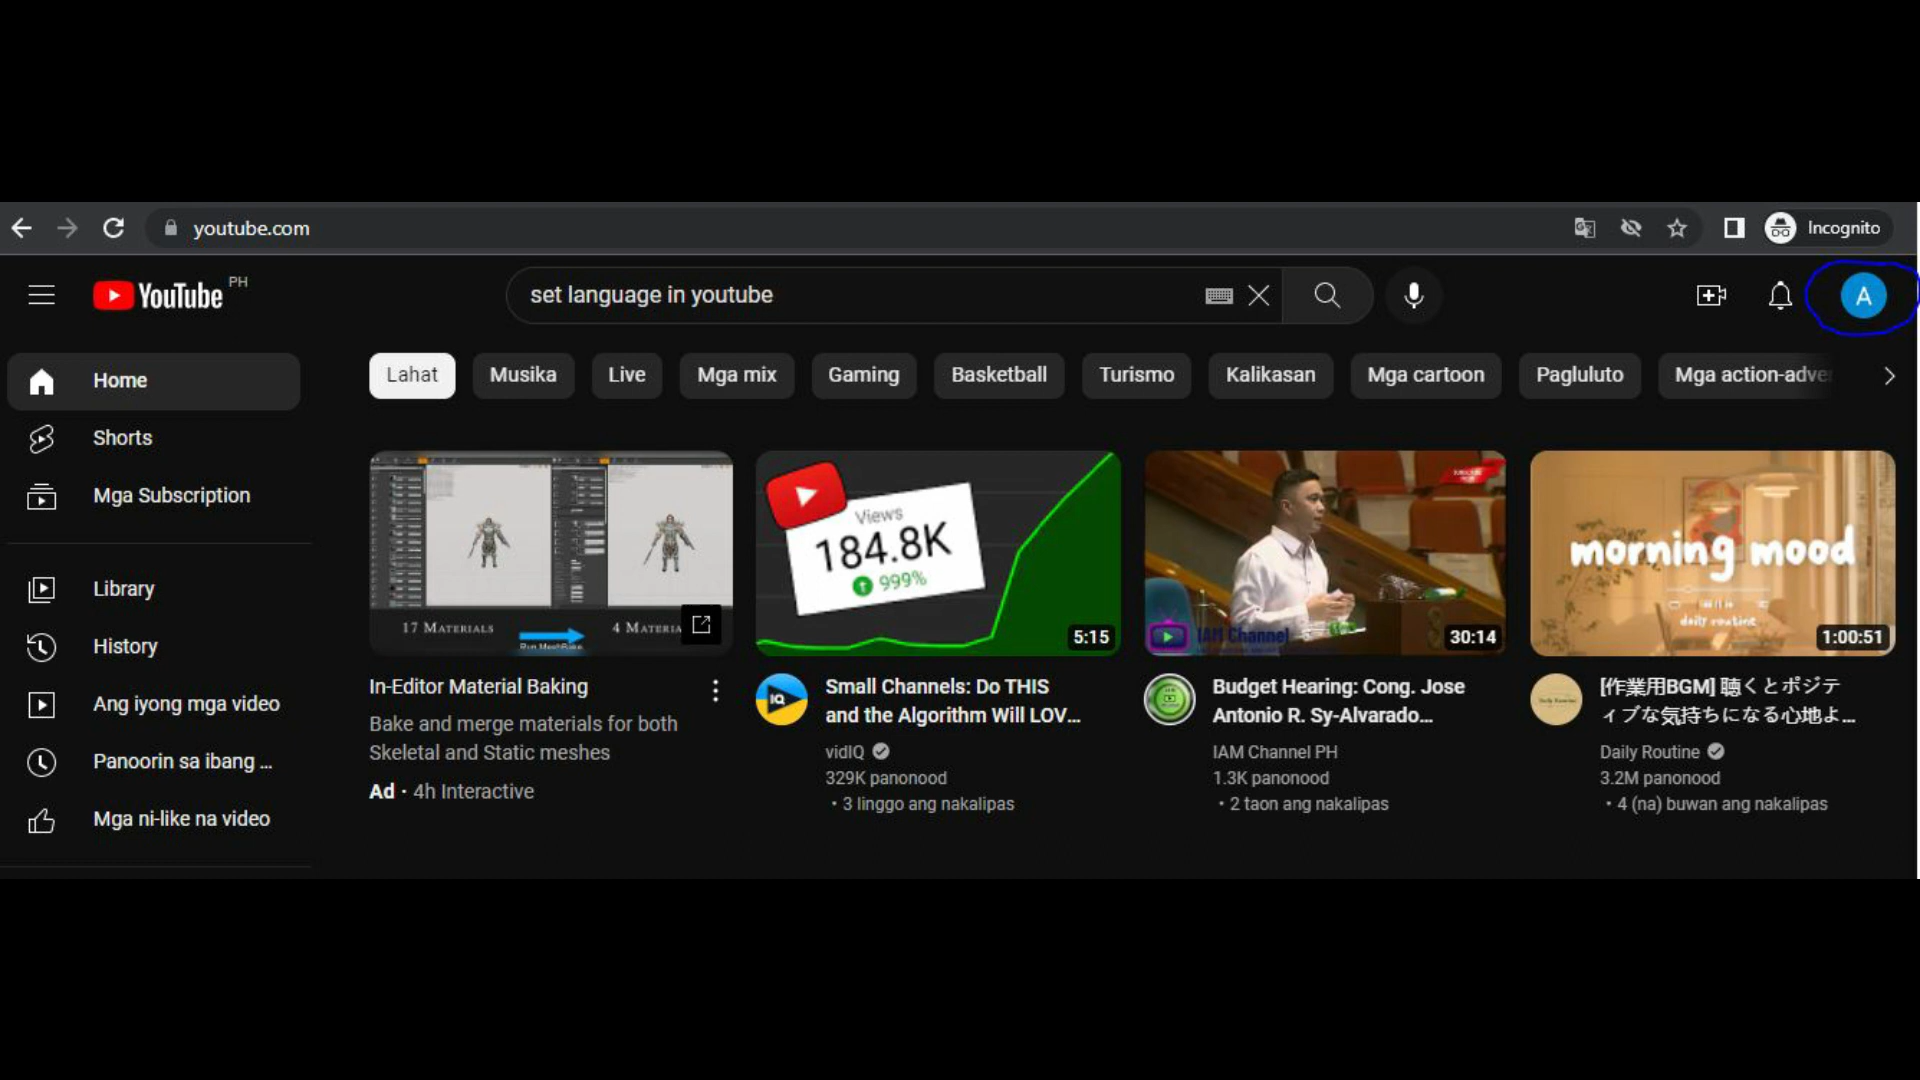 youtube.com
Incognito
YouTube PH
set language in youtube
A
Home
Shorts
Mga Subscription
Library
History
Ang iyong mga video
Panoorin sa ibang ...
Mga ni-like na video
Lahat
Musika
Live
Mga mix
Gaming
Basketball
Turismo
Kalikasan
Mga cartoon
Pagluluto
Mga action-adve
17 MATERIALS
4 MATERIA
In-Editor Material Baking
Bake and merge materials for both
Skeletal and Static meshes
Ad • 4h Interactive
Views
184.8K
999%
5:15
IQ
Small Channels: Do THIS
and the Algorithm Will LOV...
vidIQ
329K panonood
• 3 linggo ang nakalipas
IAM Channel
30:14
Budget Hearing: Cong. Jose
Antonio R. Sy-Alvarado...
IAM Channel PH
1.3K panonood
• 2 taon ang nakalipas
morning mood
daily routine
1:00:51
[作業用BGM] 聴くとポジテ
ィブな気持ちになる心地よ...
Daily Routine
3.2M panonood
• 4 (na) buwan ang nakalipas